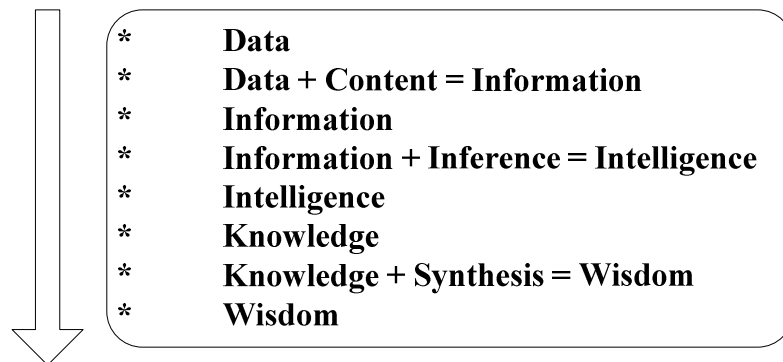 * Data
* Data + Content = Information
* Information
* Information + Inference = Intelligence
* Intelligence
* Knowledge
* Knowledge + Synthesis = Wisdom
* Wisdom